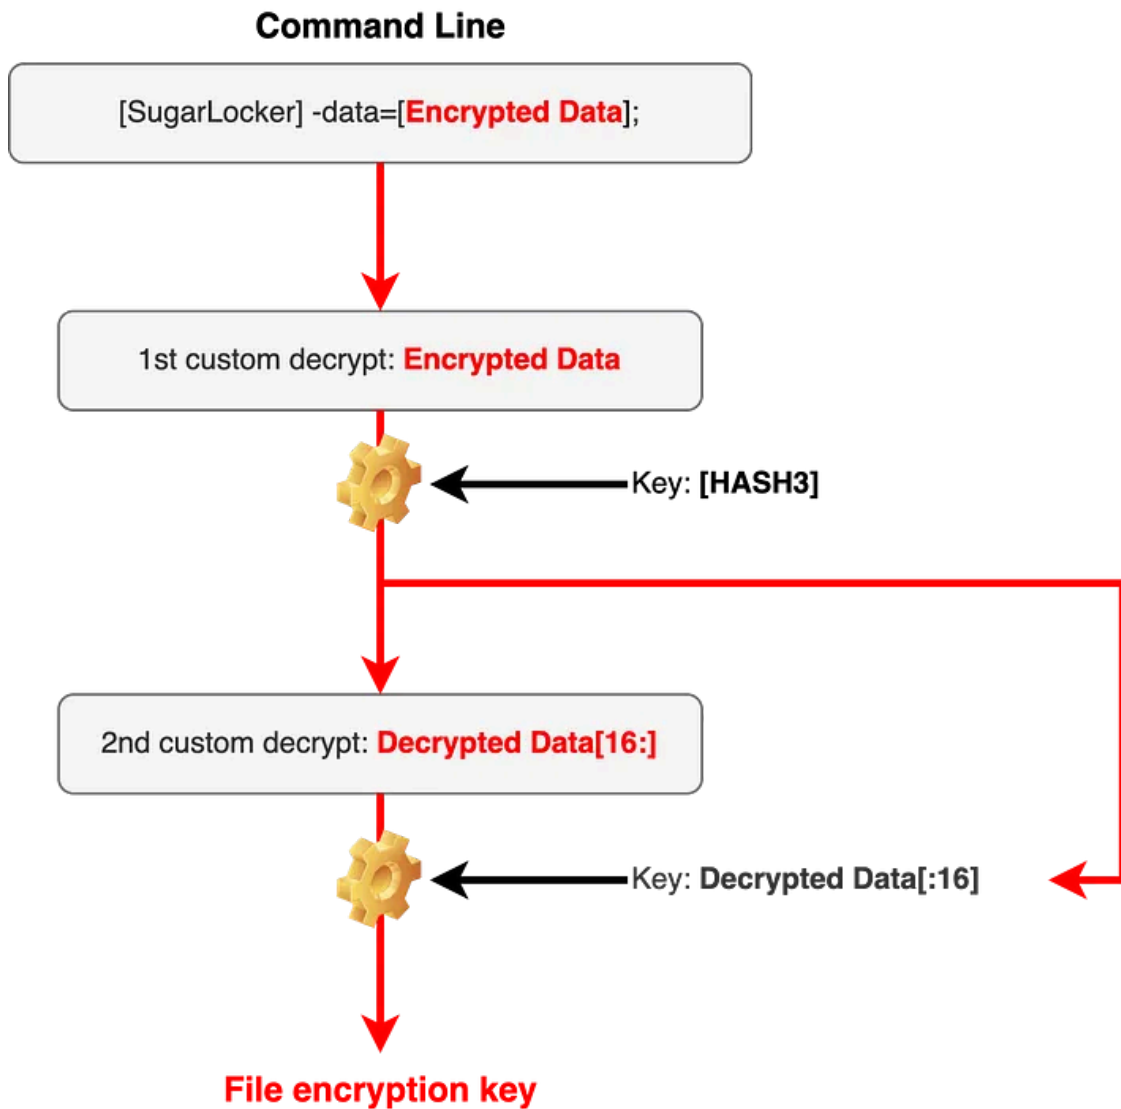 Command Line
[SugarLocker] -data=[Encrypted Data];
1st custom decrypt: Encrypted Data
Key: [HASH3]
2nd custom decrypt: Decrypted Data[16:]
Key: Decrypted Data[:16]
File encryption key